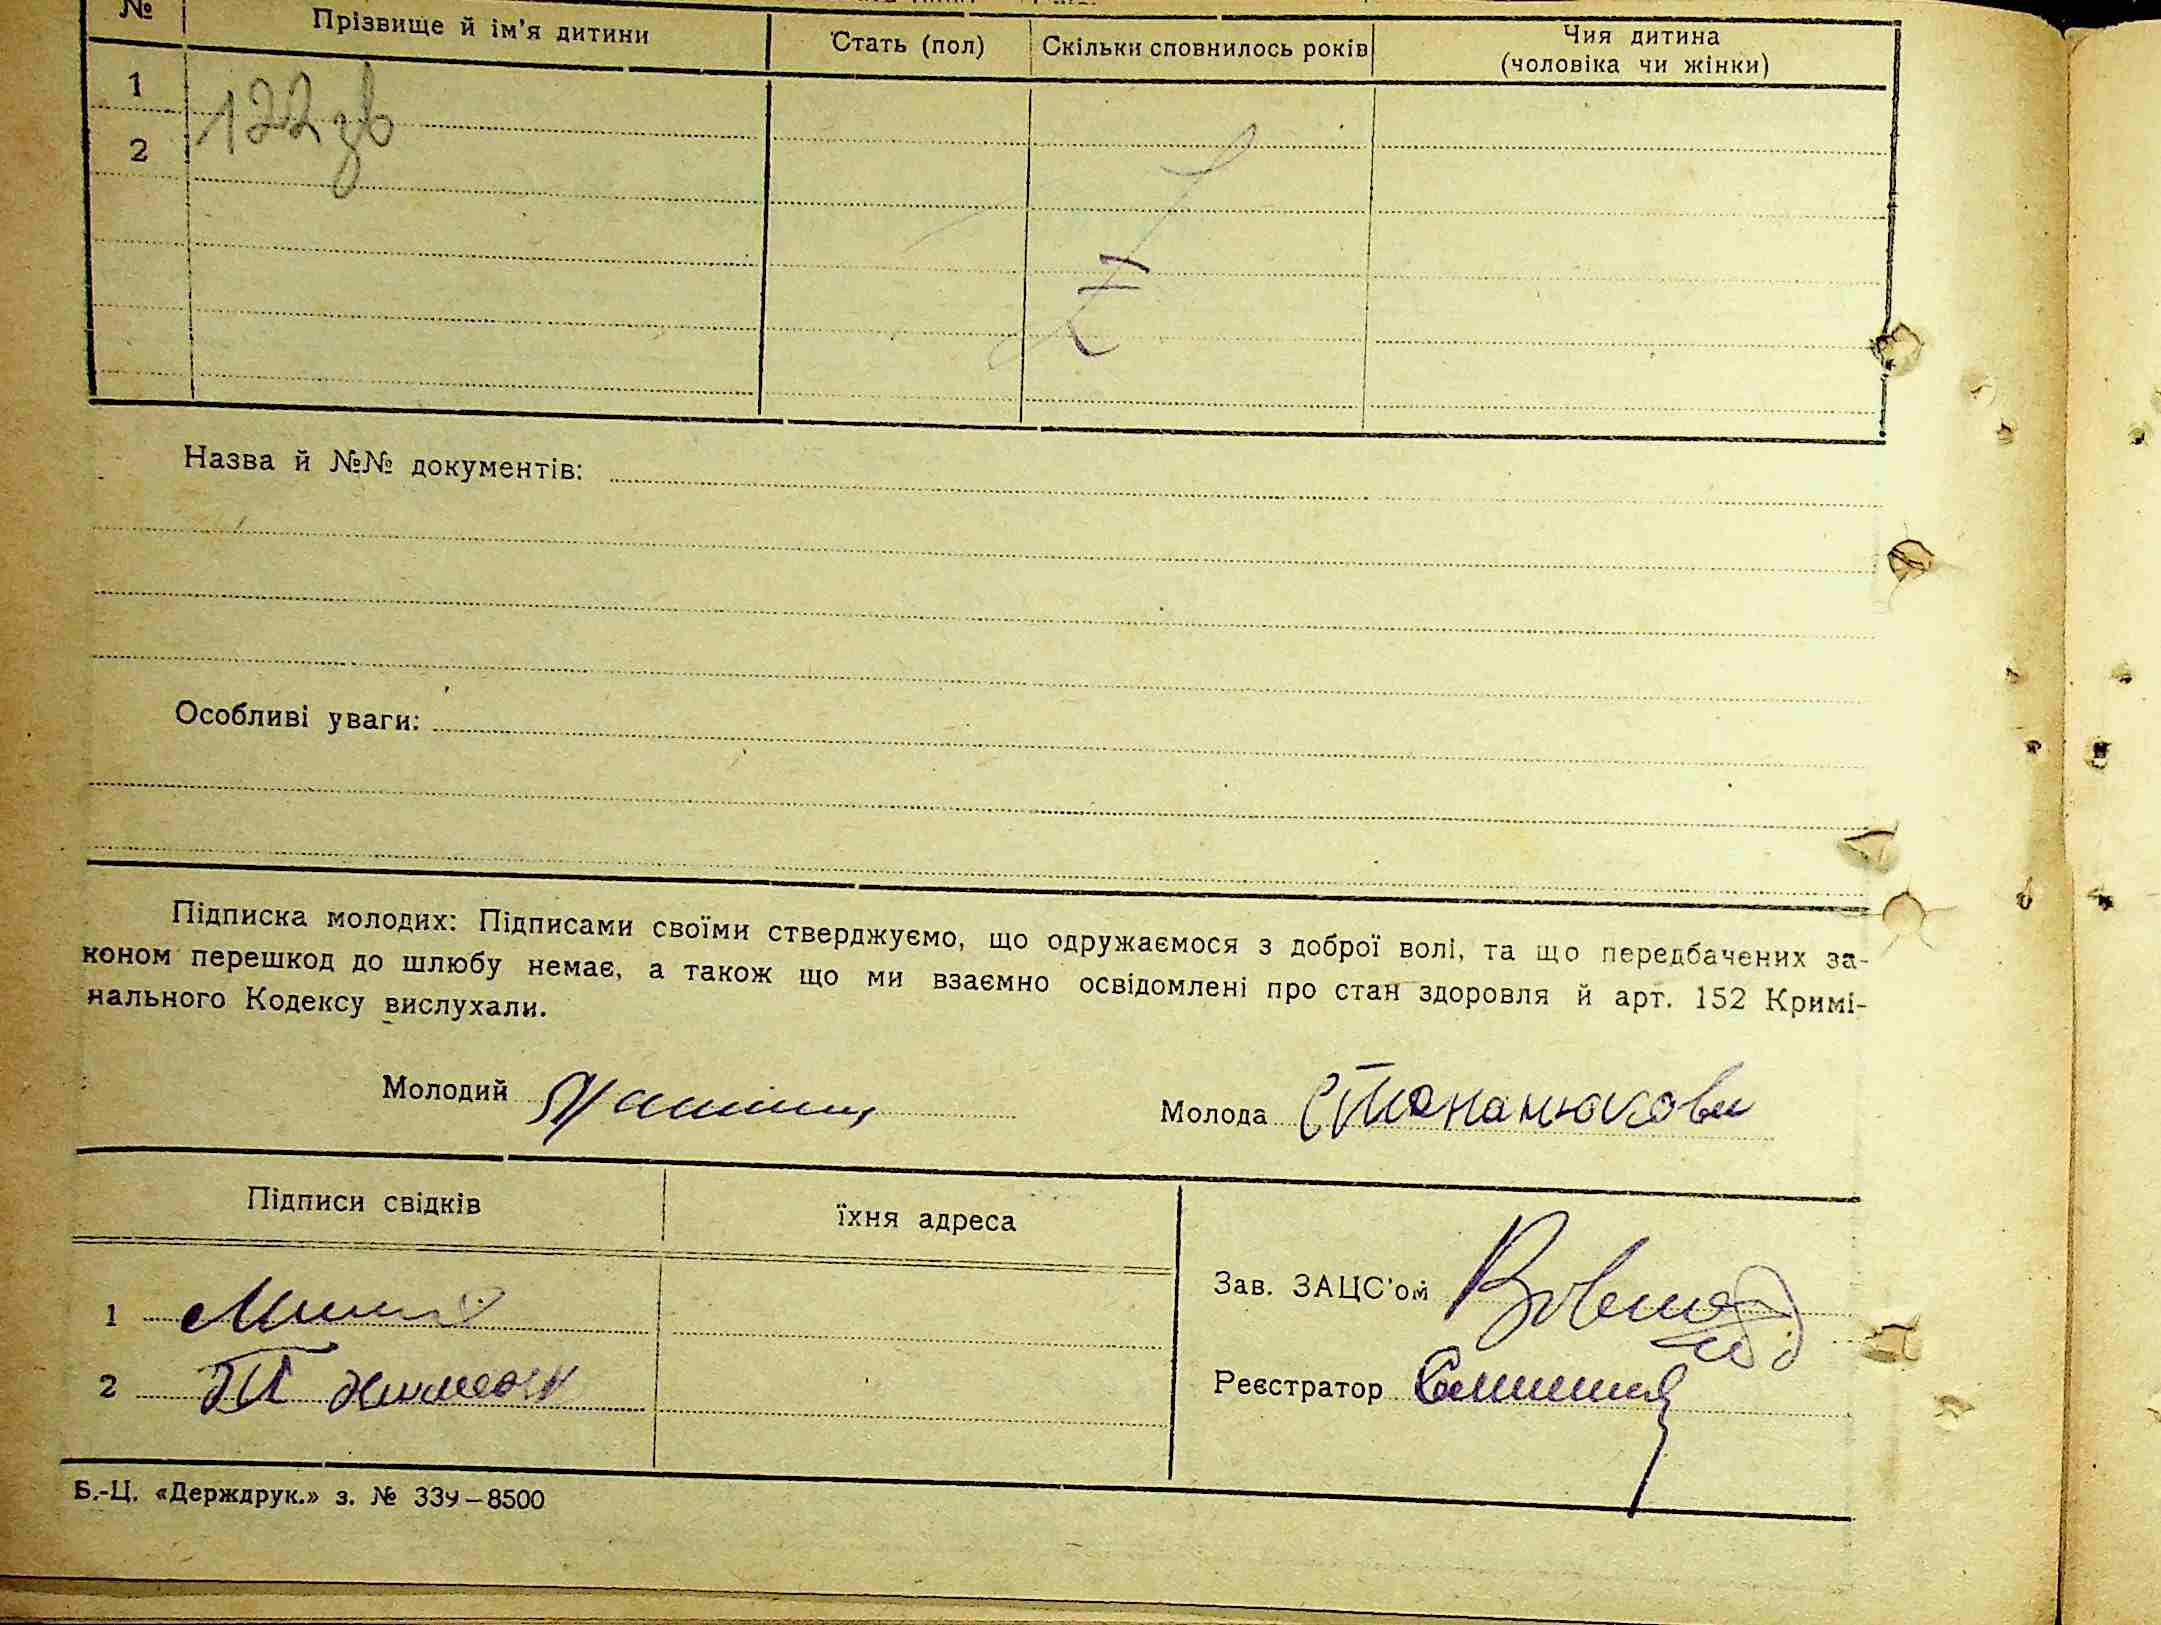 № Прізвище й ім'я дитини Стать (пол) Скільки сповнилось років Чия дитина
(чоловіка чи жінки)
1
122 зв
2
Назва й №№ документів:
Особливі уваги:
Підписка молодих: Підписами своїми стверджуємо, що одружаємося з доброї волі, та що передбачених за-
коном перешкод до шлюбу немає, а також що ми взаємно освідомлені про стан здоровля й арт. 152 Кримі-
нального Кодексу вислухали.
Молодий Молода
Підписи свідків їхня адреса
Зав. ЗАЦС'ом
1
Реєстратор
2
Б.-Ц. «Держдрук.» з. № 339—8500